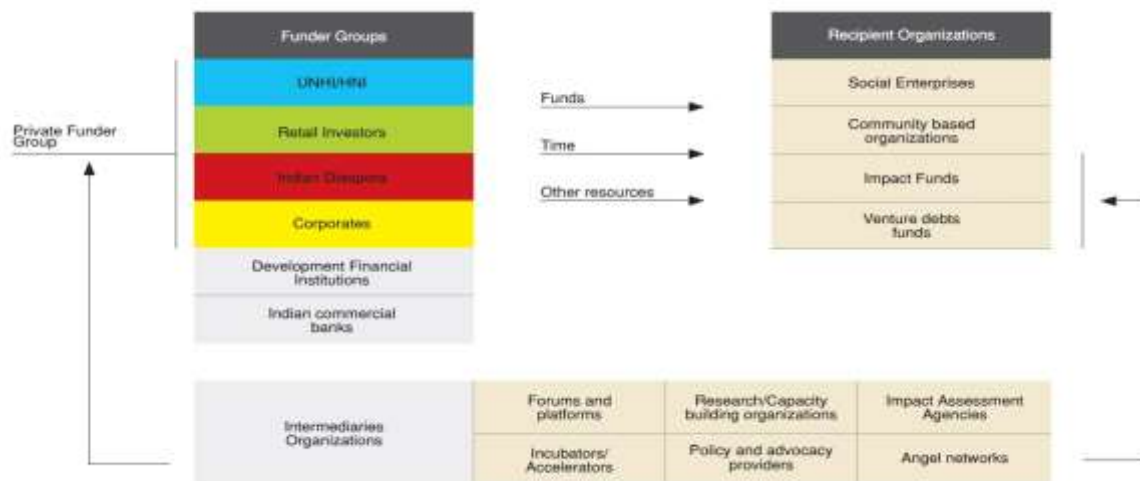 Funder Groups
UNHI/HNI
Retail Investors
Indian Diaspora
Corporates
Development Financial
Institutions
Indian commercial
banks
Private Funder
Group
Funds
Time
Other resources
Recipient Organizations
Social Enterprises
Community based
organizations
Impact Funds
Venture debts
funds
Intermediaries
Organizations
Forums and
platforms
Research/Capacity
building organizations
Impact Assessment
Agencies
Incubators/
Accelerators
Policy and advocacy
providers
Angel networks